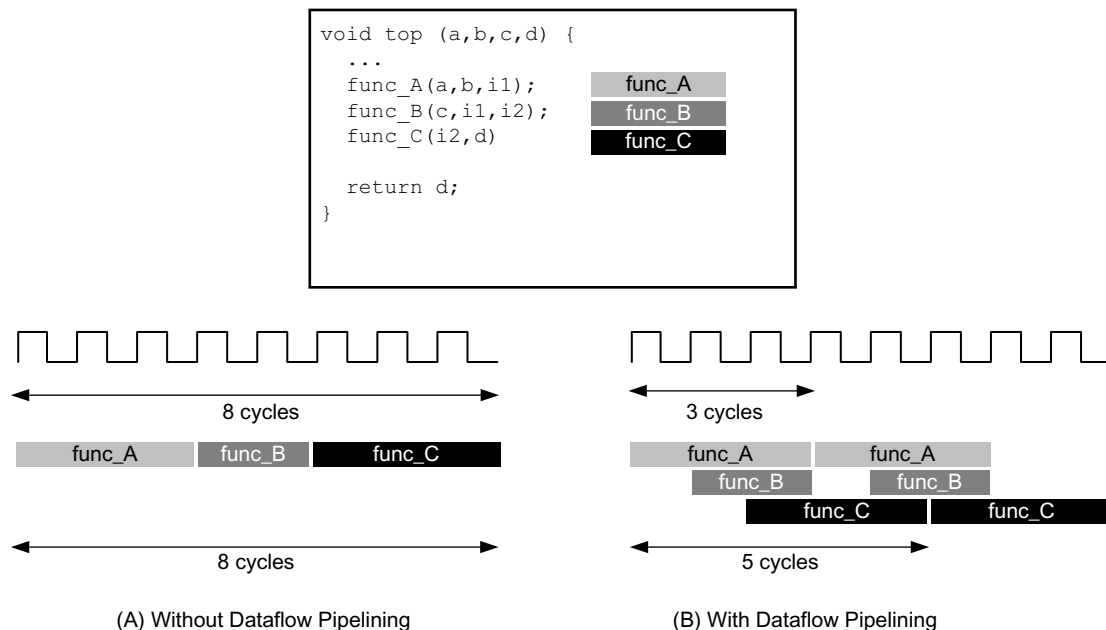 void top (a,b,c,d) {
...
func_A(a,b,i1);
func_B(c,i1,i2);
func_C(i2,d)
return d;
}
func_A
func_B
func_C
8 cycles
func_A func_B func_C
8 cycles
(A) Without Dataflow Pipelining
3 cycles
func_A func_A
func_B func_B
func_C func_C
5 cycles
(B) With Dataflow Pipelining